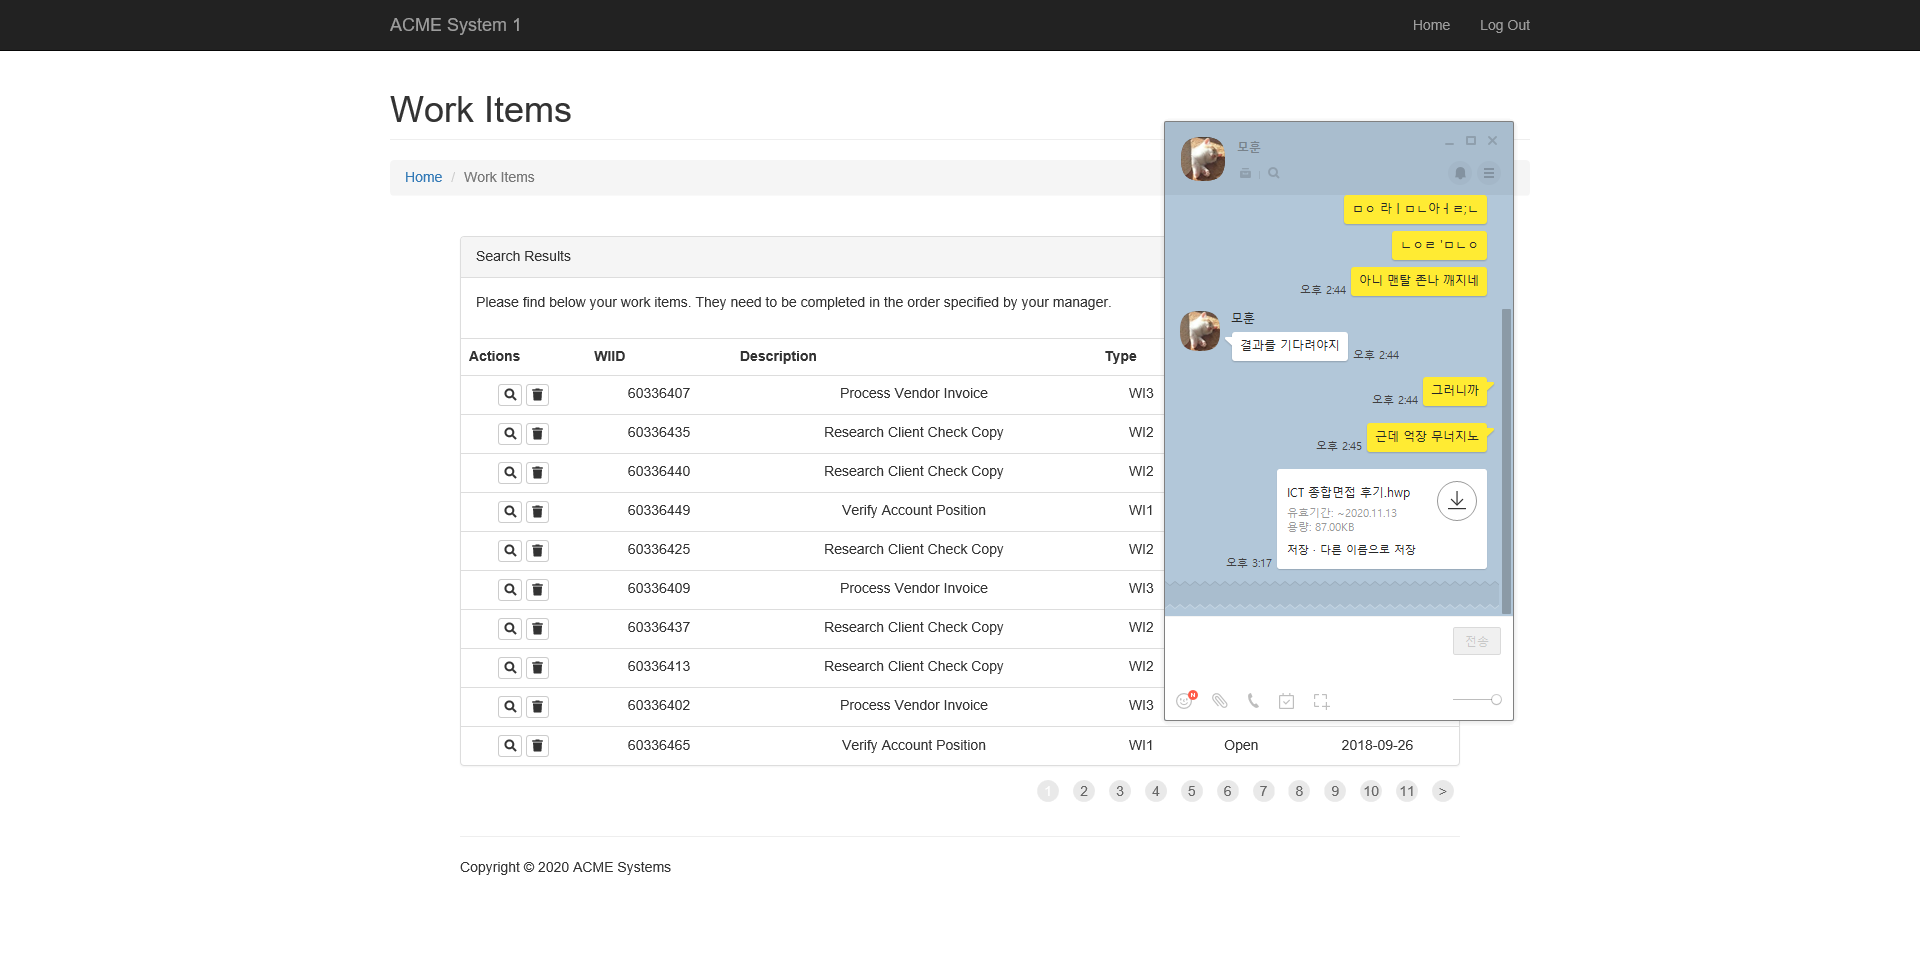 ACME System 1
Home
Log Out
Work Items
Home / Work Items
Search Results
Please find below your work items. They need to be completed in the order specified by your manager.
Actions WIID Description Type
60336407 Process Vendor Invoice WI3
60336435 Research Client Check Copy WI2
60336440 Research Client Check Copy WI2
60336449 Verify Account Position WI1
60336425 Research Client Check Copy WI2
60336409 Process Vendor Invoice WI3
60336437 Research Client Check Copy WI2
60336413 Research Client Check Copy WI2
60336402 Process Vendor Invoice WI3
60336465 Verify Account Position WI1 Open 2018-09-26
1 2 3 4 5 6 7 8 9 10 11 >
Copyright © 2020 ACME Systems
모훈
ㅁㅇ 라ㅣㅁㄴ아ㅓㄹ;ㄴ
ㄴㅇㄹ 'ㅁㄴㅇ
오후 2:44 아니 맨탈 존나 깨지네
모훈
결과를 기다려야지 오후 2:44
오후 2:44 그러니까
오후 2:45 근데 억장 무너지노
ICT 종합면접 후기.hwp
유효기간: ~2020.11.13
용량: 87.00KB
저장 · 다른 이름으로 저장
오후 3:17
전송
N